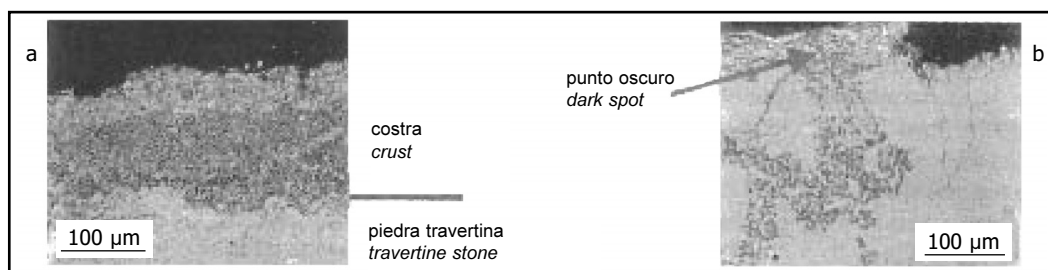 a
costra
crust
piedra travertina
travertine stone
100 µm
punto oscuro
dark spot
b
100 µm